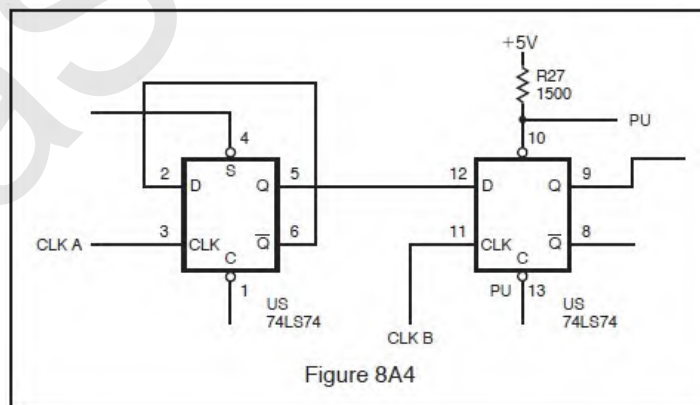 +5V
R27
1500
PU
4
10
S
2
D
Q
5
12
D
Q
9
3
CLK
Q
6
11
CLK
Q
8
CLK A
C
C
1
PU
13
US
74LS74
US
74LS74
CLK B
Figure 8A4